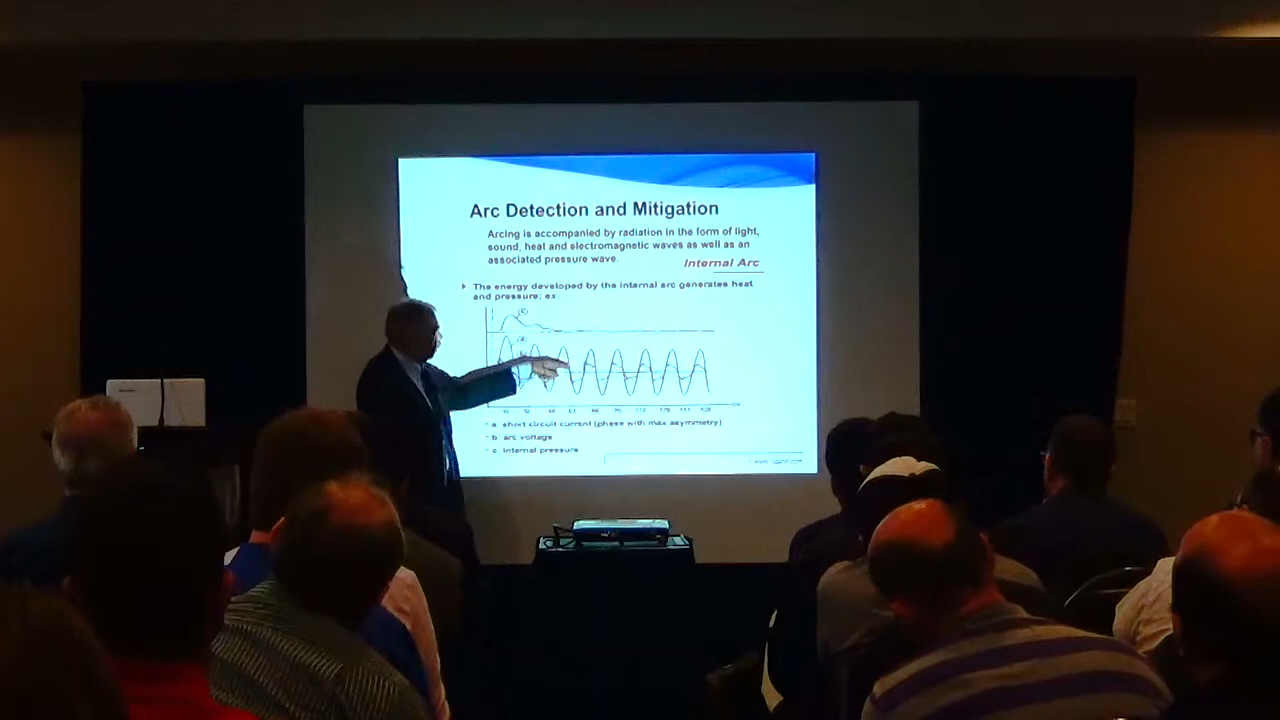 Arc Detection and Mitigation
Arcing is accompanied by radiation in the form of light,
sound, heat and electromagnetic waves as well as an
associated pressure wave.
Internal Arc
The energy developed by the internal arc generates heat
and pressure; ex
(c)
(a)
a: short circuit current (phase with max asymmetry)
b: arc voltage
c: internal pressure